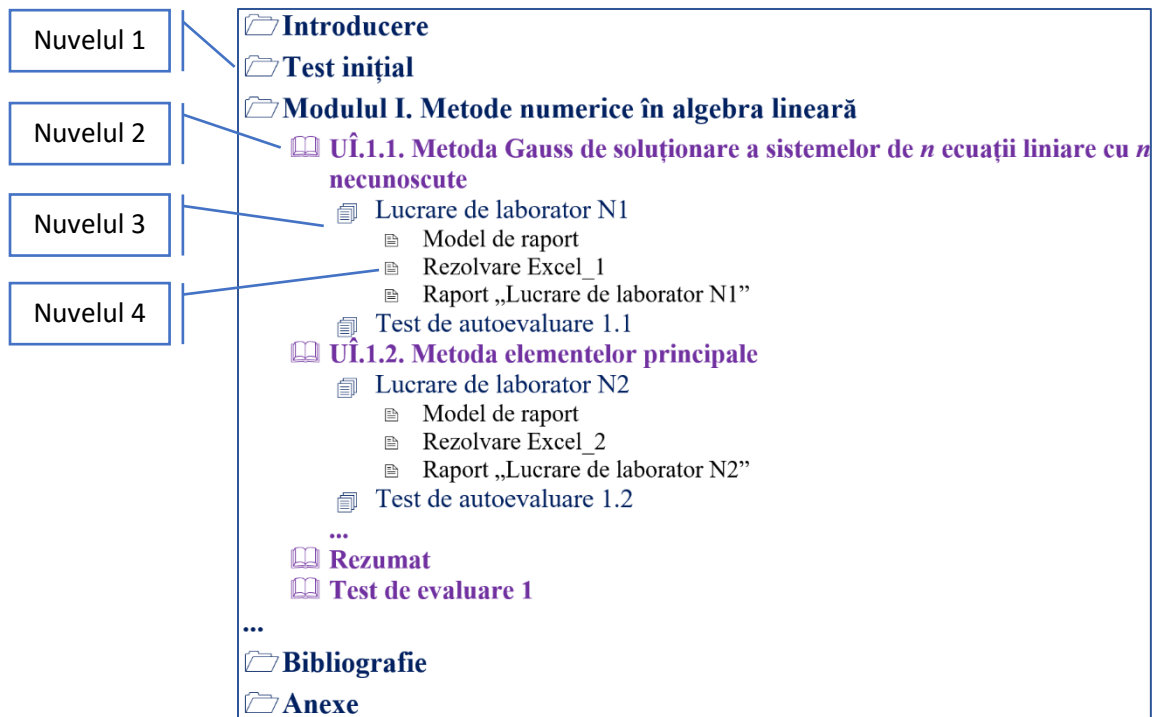 Nuvelul 1
Nuvelul 2
Nuvelul 3
Nuvelul 4
Introducere
Test inițial
Modulul I. Metode numerice în algebra lineară
UÎ.1.1. Metoda Gauss de soluționare a sistemelor de n ecuații liniare cu n
necunoscute
Lucrare de laborator N1
Model de raport
Rezolvare Excel_1
Raport „Lucrare de laborator N1”
Test de autoevaluare 1.1
UÎ.1.2. Metoda elementelor principale
Lucrare de laborator N2
Model de raport
Rezolvare Excel_2
Raport „Lucrare de laborator N2”
Test de autoevaluare 1.2
...
Rezumat
Test de evaluare 1
...
Bibliografie
Anexe